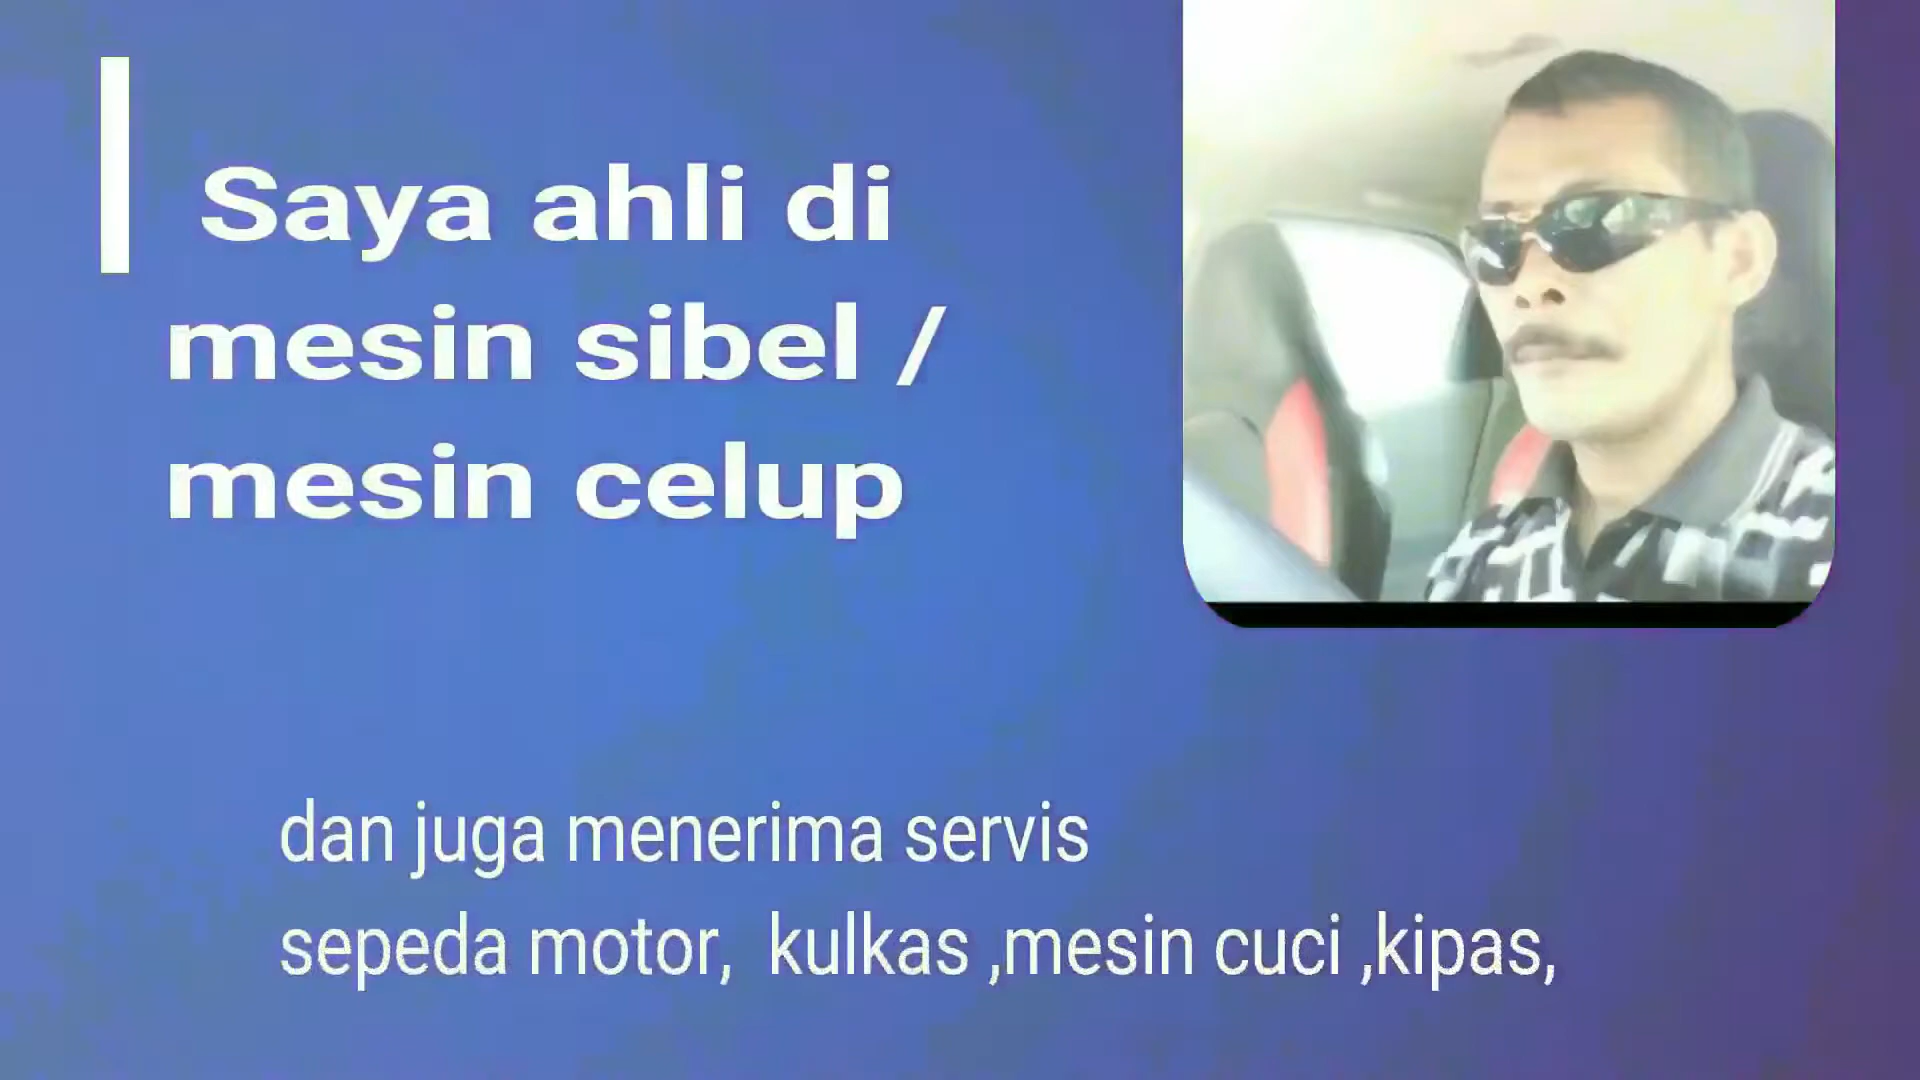 Saya ahli di
mesin sibel /
mesin celup
dan juga menerima servis
sepeda motor,  kulkas ,mesin cuci ,kipas,